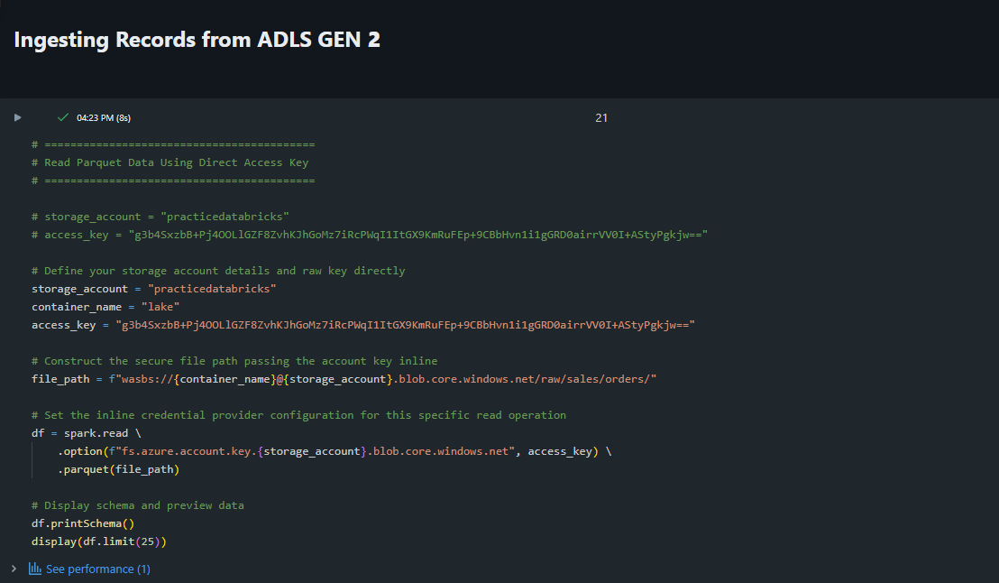 Ingesting Records from ADLS GEN 2
04:23 PM (8s)
21
# ==========================================
# Read Parquet Data Using Direct Access Key
# ==========================================
# storage_account = "practicedatabricks"
# access_key = "g3b4SxzbB+Pj4OOLlGZF8ZvhKJhGoMz7iRcPWqI1ItGX9KmRuFEp+9CBbHvn1i1gGRD0airrVV0I+AStyPgkjw=="
# Define your storage account details and raw key directly
storage_account = "practicedatabricks"
container_name = "lake"
access_key = "g3b4SxzbB+Pj4OOLlGZF8ZvhKJhGoMz7iRcPWqI1ItGX9KmRuFEp+9CBbHvn1i1gGRD0airrVV0I+AStyPgkjw=="
# Construct the secure file path passing the account key inline
file_path = f"wasbs://{container_name}@{storage_account}.blob.core.windows.net/raw/sales/orders/"
# Set the inline credential provider configuration for this specific read operation
df = spark.read \
.option(f"fs.azure.account.key.{storage_account}.blob.core.windows.net", access_key) \
.parquet(file_path)
# Display schema and preview data
df.printSchema()
display(df.limit(25))
See performance (1)